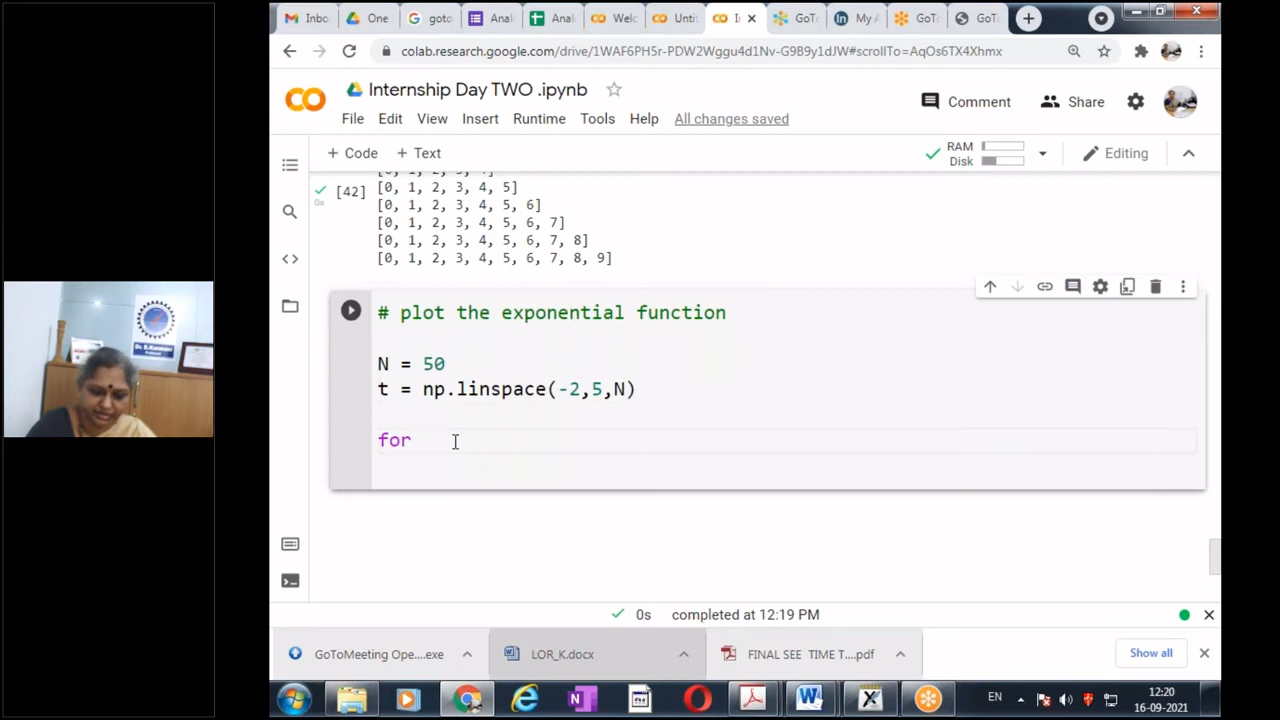 Inbo
One
goto
Anal
Anal
Welc
Unti
GoT
My A
GoT
GoT
colab.research.google.com/drive/1WAF6PH5r-PDW2Wggu4d1Nv-G9B9y1dJW#scrollTo=AqOs6TX4Xhmx
Internship Day TWO .ipynb
Comment
Share
File Edit View Insert Runtime Tools Help All changes saved
+ Code + Text
RAM
Disk
Editing
[42]
0s
[0, 1, 2, 3, 4, 5]
[0, 1, 2, 3, 4, 5, 6]
[0, 1, 2, 3, 4, 5, 6, 7]
[0, 1, 2, 3, 4, 5, 6, 7, 8]
[0, 1, 2, 3, 4, 5, 6, 7, 8, 9]
# plot the exponential function
N = 50
t = np.linspace(-2,5,N)
for
0s completed at 12:19 PM
GoToMeeting Ope....exe
LOR_K.docx
FINAL SEE TIME T....pdf
Show all
EN
12:20
16-09-2021